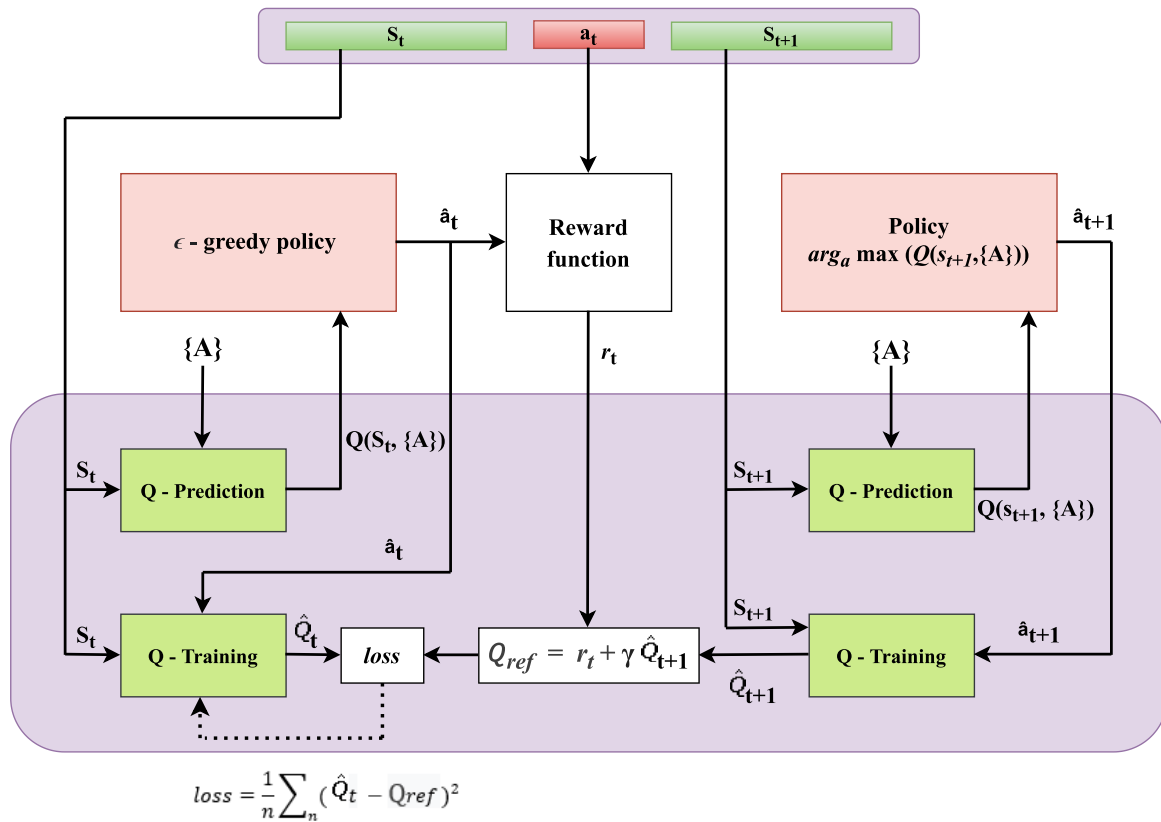 Sₜ
aₜ
Sₜ₊₁
ϵ - greedy policy
âₜ
Reward
function
Policy
argₐ max (Q(sₜ₊₁,{A}))
âₜ₊₁
{A}
rₜ
{A}
Q(Sₜ, {A})
Sₜ
Q - Prediction
Sₜ₊₁
Q - Prediction
Q(sₜ₊₁, {A})
âₜ
Sₜ₊₁
Sₜ
Q - Training
Q̂ₜ
loss
Q_ref = rₜ + γ Q̂ₜ₊₁
Q̂ₜ₊₁
Q - Training
âₜ₊₁
loss = 1/n ∑ₙ( Q̂ₜ − Qref)²